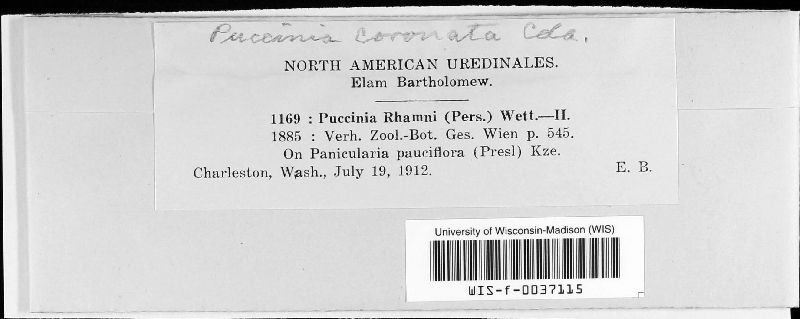 Puccinia coronata Cda.
NORTH AMERICAN UREDINALES.
Elam Bartholomew.
1169 : Puccinia Rhamni (Pers.) Wett.—II.
1885 : Verh. Zool.-Bot. Ges. Wien p. 545.
On Panicularia pauciflora (Presl) Kze.
Charleston, Wash., July 19, 1912. E. B.
University of Wisconsin-Madison (WIS)
WIS-f-0037115